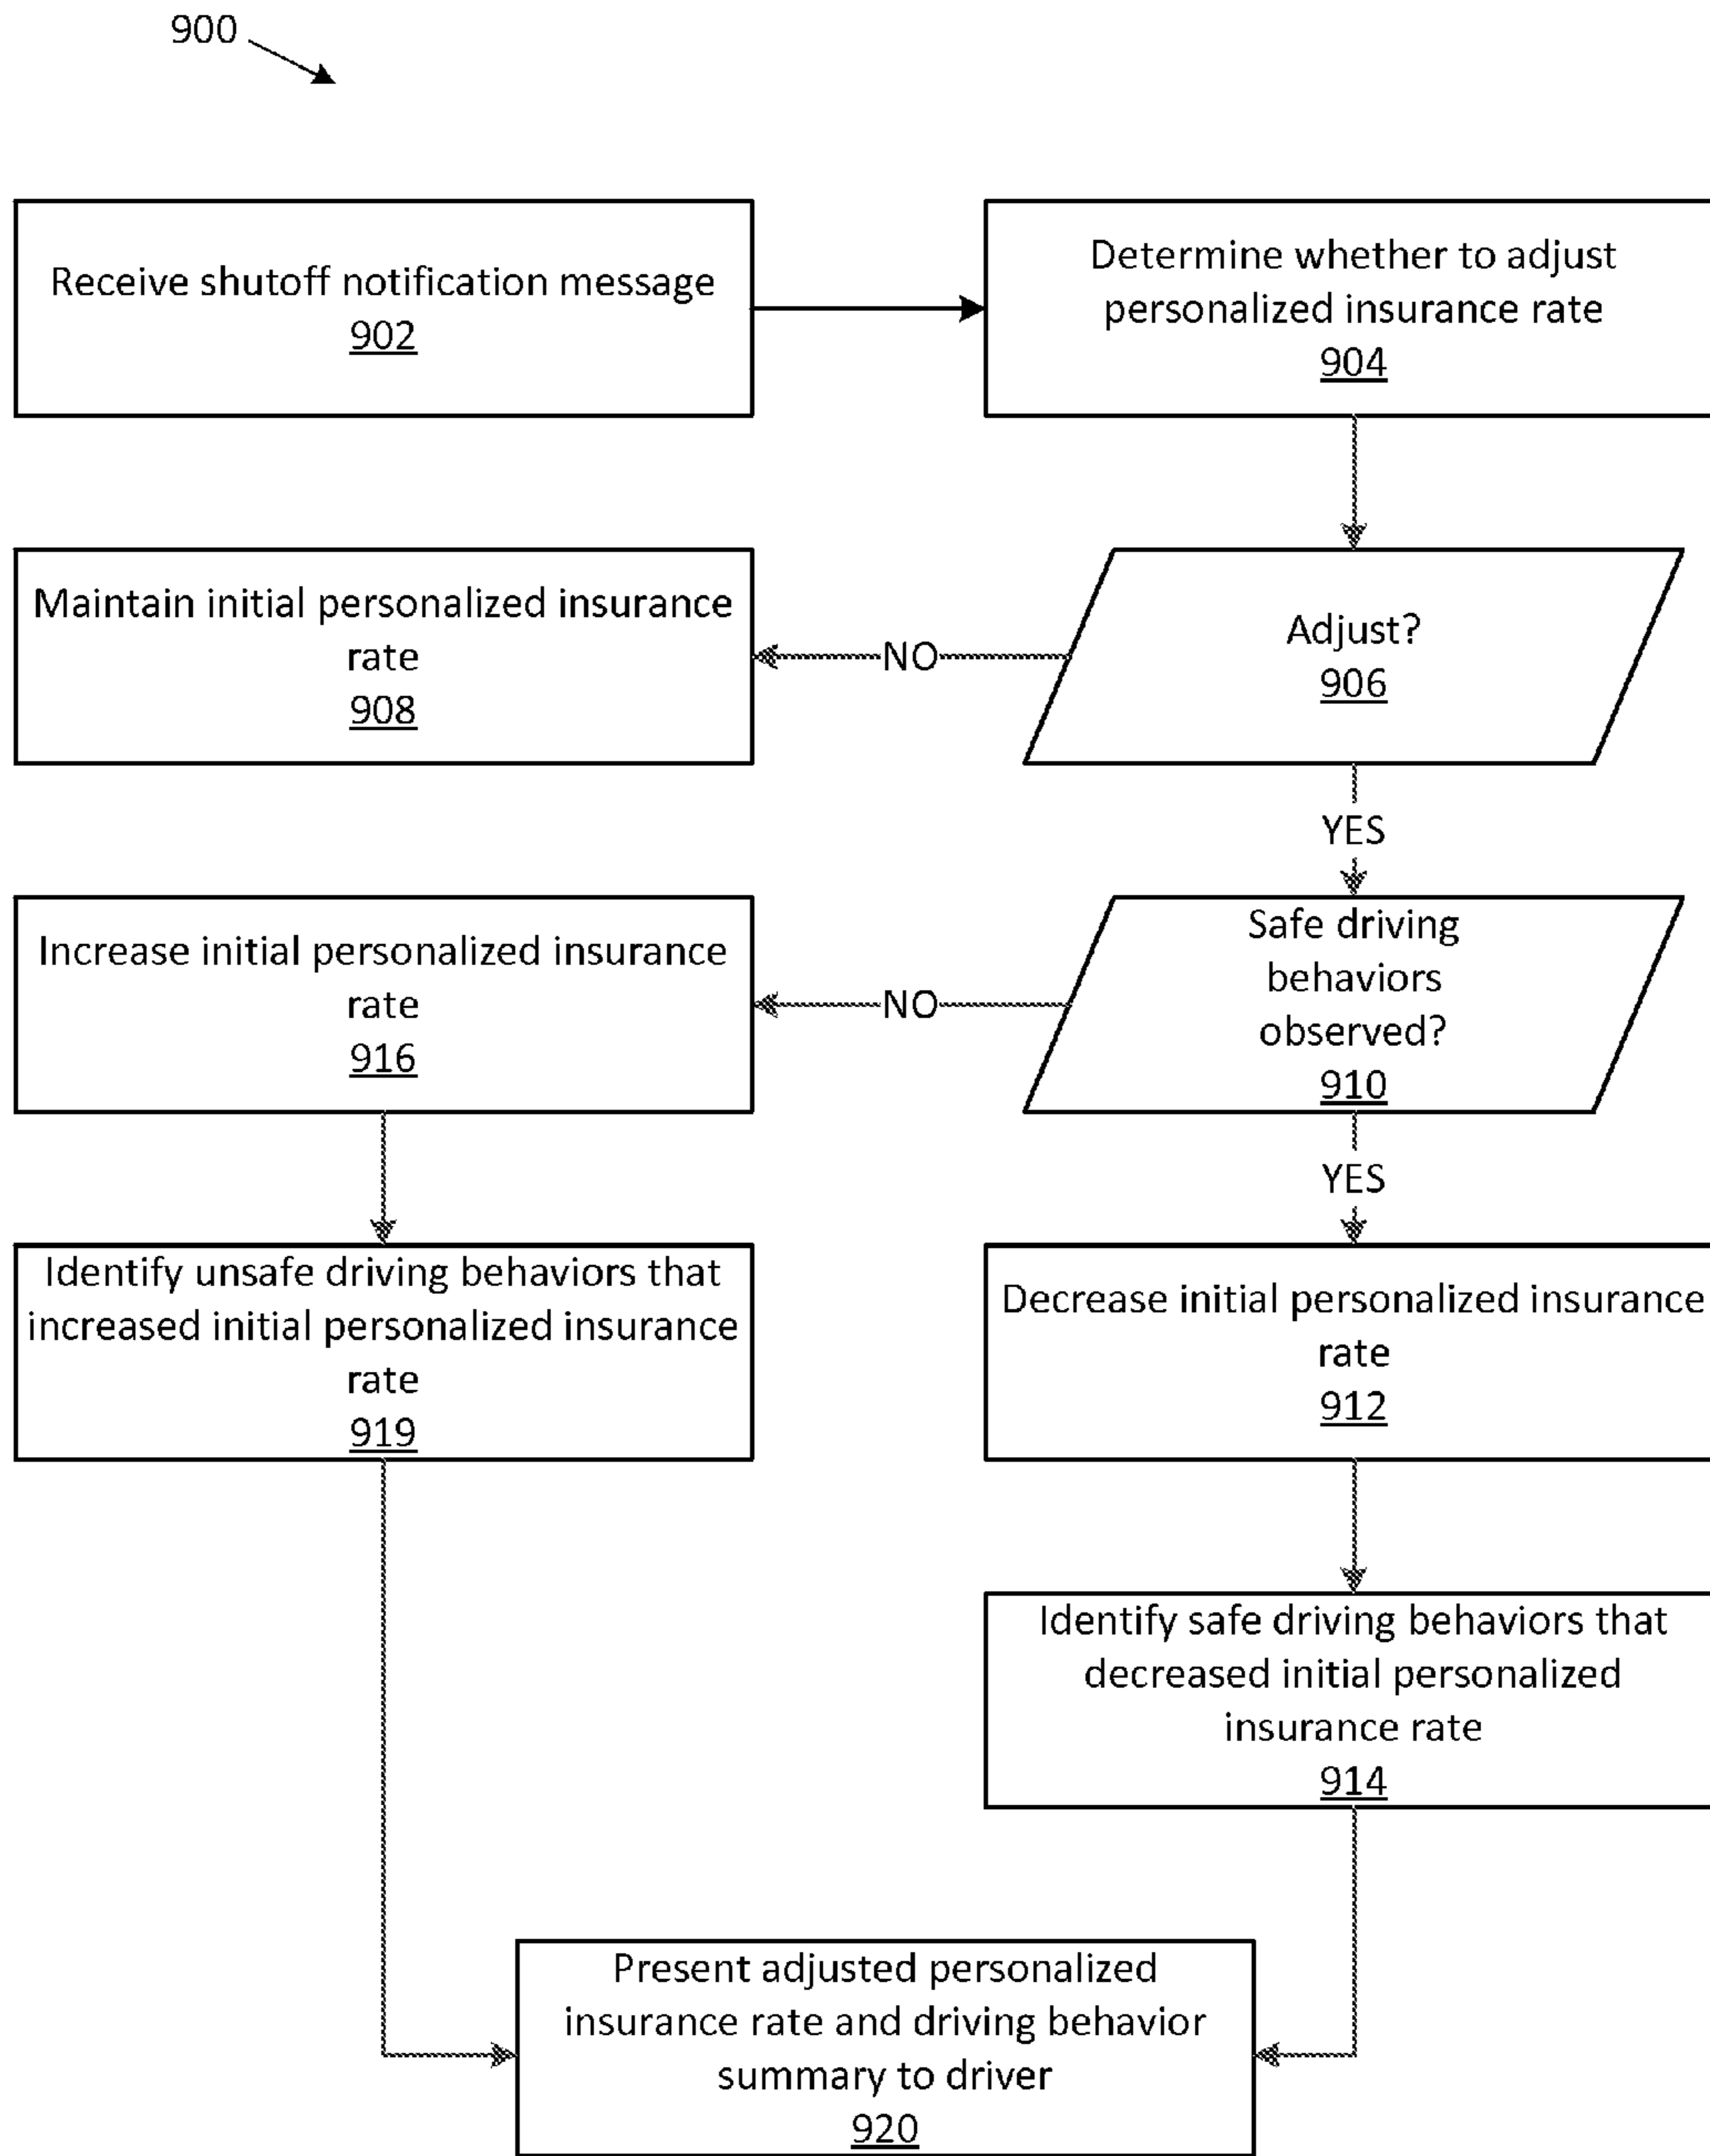 900
Receive shutoff notification message
902
Determine whether to adjust
personalized insurance rate
904
Maintain initial personalized insurance
rate
908
NO
Adjust?
906
YES
Increase initial personalized insurance
rate
916
NO
Safe driving
behaviors
observed?
910
YES
Identify unsafe driving behaviors that
increased initial personalized insurance
rate
919
Decrease initial personalized insurance
rate
912
Identify safe driving behaviors that
decreased initial personalized
insurance rate
914
Present adjusted personalized
insurance rate and driving behavior
summary to driver
920